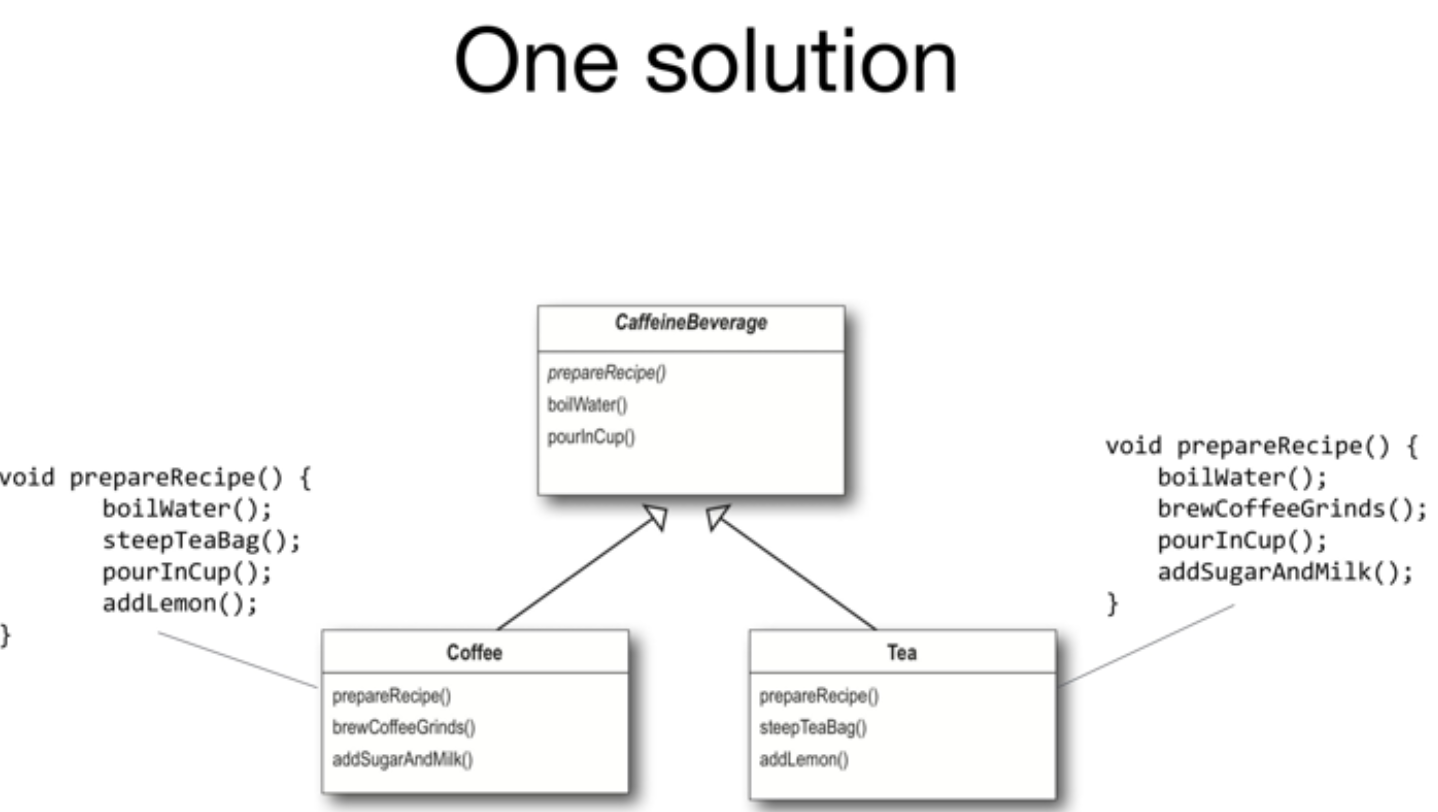 One solution
CaffeineBeverage
prepareRecipe()
boilWater()
pourInCup()
void prepareRecipe() {
boilWater();
steepTeaBag();
pourInCup();
addLemon();
}
void prepareRecipe() {
boilWater();
brewCoffeeGrinds();
pourInCup();
addSugarAndMilk();
}
Coffee
prepareRecipe()
brewCoffeeGrinds()
addSugarAndMilk()
Tea
prepareRecipe()
steepTeaBag()
addLemon()